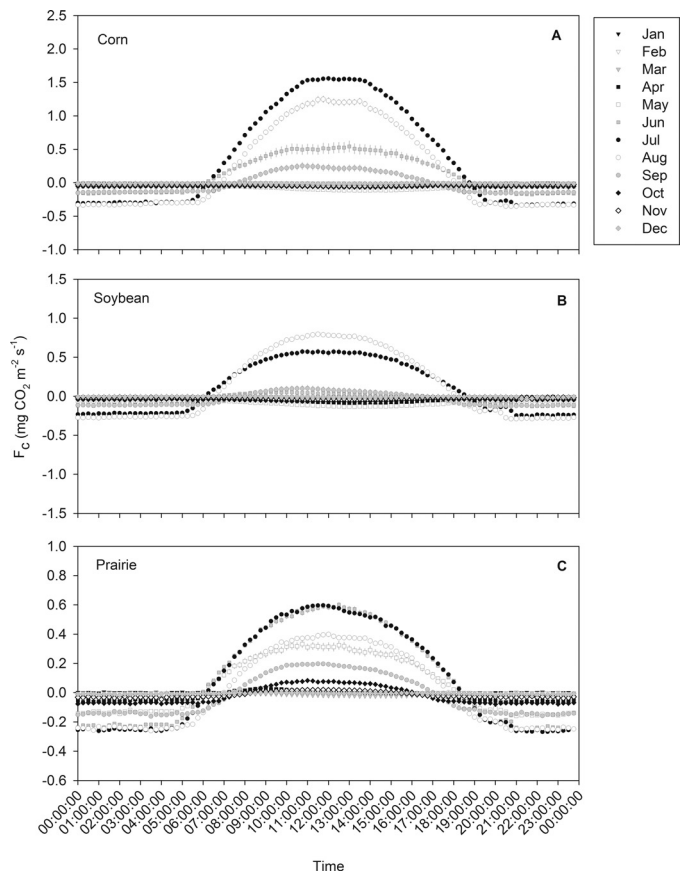 Corn
A
2.5
2.0
1.5
1.0
0.5
0.0
-0.5
-1.0
Jan
Feb
Mar
Apr
May
Jun
Jul
Aug
Sep
Oct
Nov
Dec
Soybean
B
1.5
1.0
0.5
0.0
-0.5
-1.0
-1.5
F_C (mg CO₂ m⁻² s⁻¹)
Prairie
C
1.0
0.8
0.6
0.4
0.2
0.0
-0.2
-0.4
-0.6
00:00:00
01:00:00
02:00:00
03:00:00
04:00:00
05:00:00
06:00:00
07:00:00
08:00:00
09:00:00
10:00:00
11:00:00
12:00:00
13:00:00
14:00:00
15:00:00
16:00:00
17:00:00
18:00:00
19:00:00
20:00:00
21:00:00
22:00:00
23:00:00
00:00:00
Time